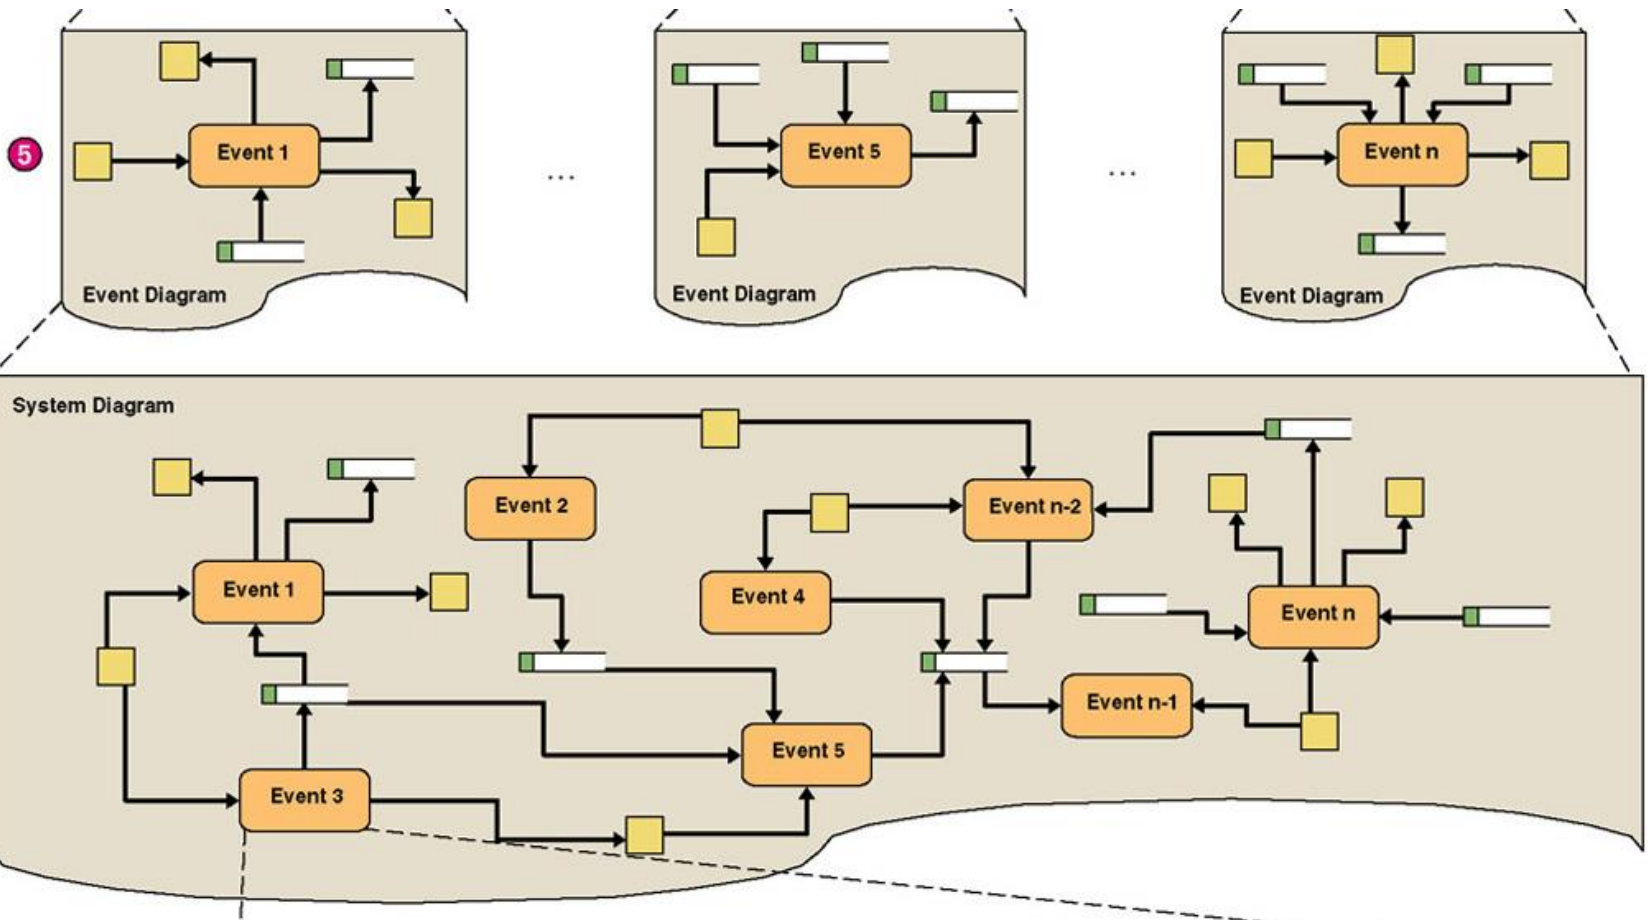 5
Event 1
Event Diagram
...
Event 5
Event Diagram
...
Event n
Event Diagram
System Diagram
Event 2
Event n-2
Event 1
Event 4
Event n
Event n-1
Event 5
Event 3